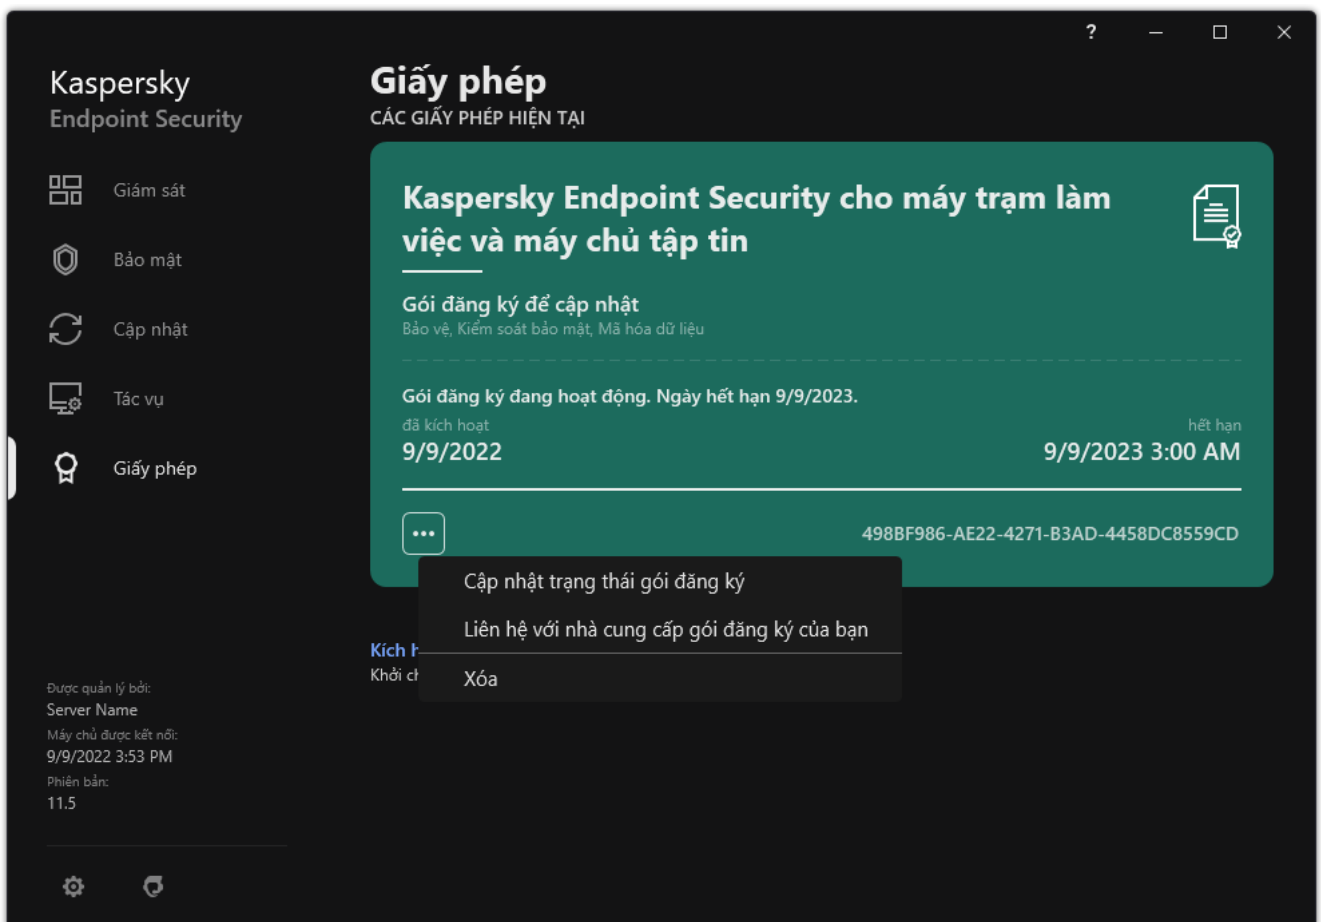 ?
Kaspersky
Endpoint Security
Giám sát
Bảo mật
Cập nhật
Tác vụ
Giấy phép
Được quản lý bởi:
Server Name
Máy chủ được kết nối:
9/9/2022 3:53 PM
Phiên bản:
11.5
Giấy phép
CÁC GIẤY PHÉP HIỆN TẠI
Kaspersky Endpoint Security cho máy trạm làm
việc và máy chủ tập tin
Gói đăng ký để cập nhật
Bảo vệ, Kiểm soát bảo mật, Mã hóa dữ liệu
Gói đăng ký đang hoạt động. Ngày hết hạn 9/9/2023.
đã kích hoạt hết hạn
9/9/2022 9/9/2023 3:00 AM
498BF986-AE22-4271-B3AD-4458DC8559CD
Cập nhật trạng thái gói đăng ký
Liên hệ với nhà cung cấp gói đăng ký của bạn
Xóa
Kích
Khởi